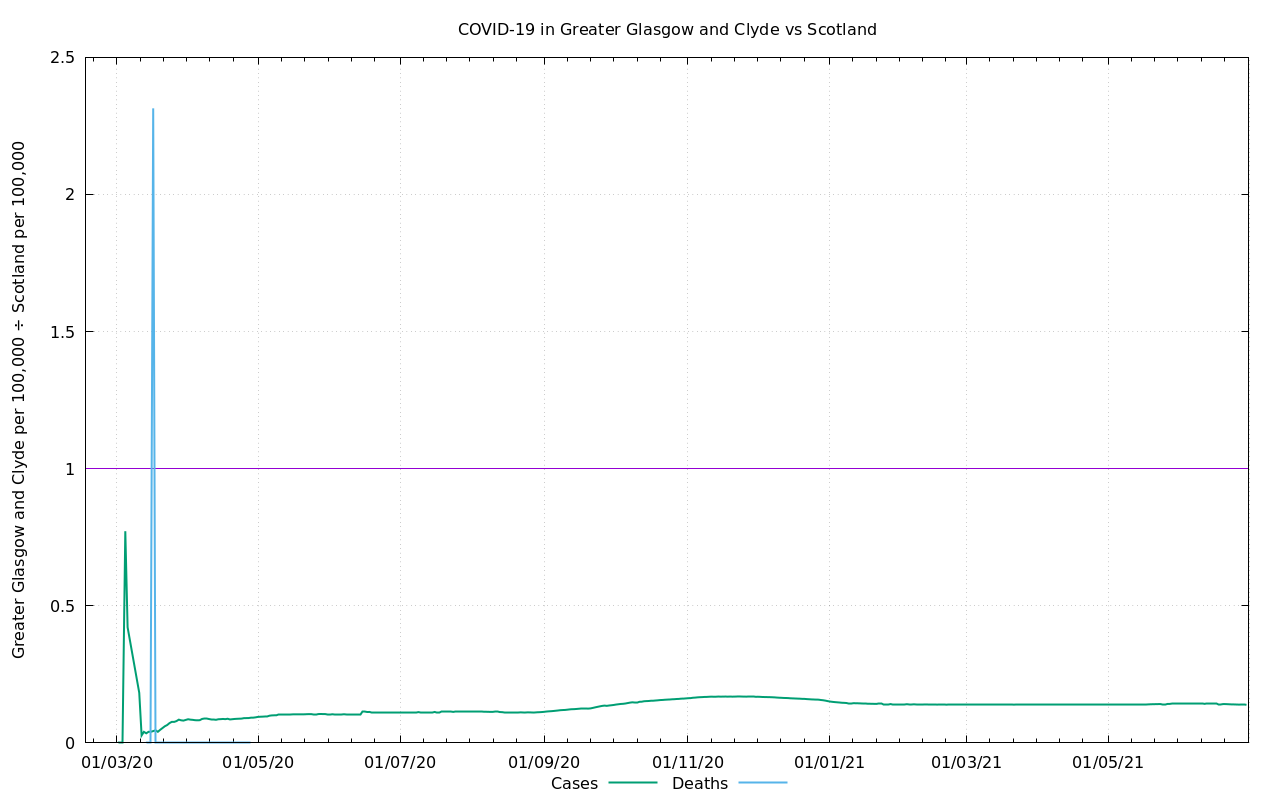 COVID-19 in Greater Glasgow and Clyde vs Scotland
Greater Glasgow and Clyde per 100,000 ÷ Scotland per 100,000
2.5
2
1.5
1
0.5
0
01/03/20 01/05/20 01/07/20 01/09/20 01/11/20 01/01/21 01/03/21 01/05/21
Cases Deaths